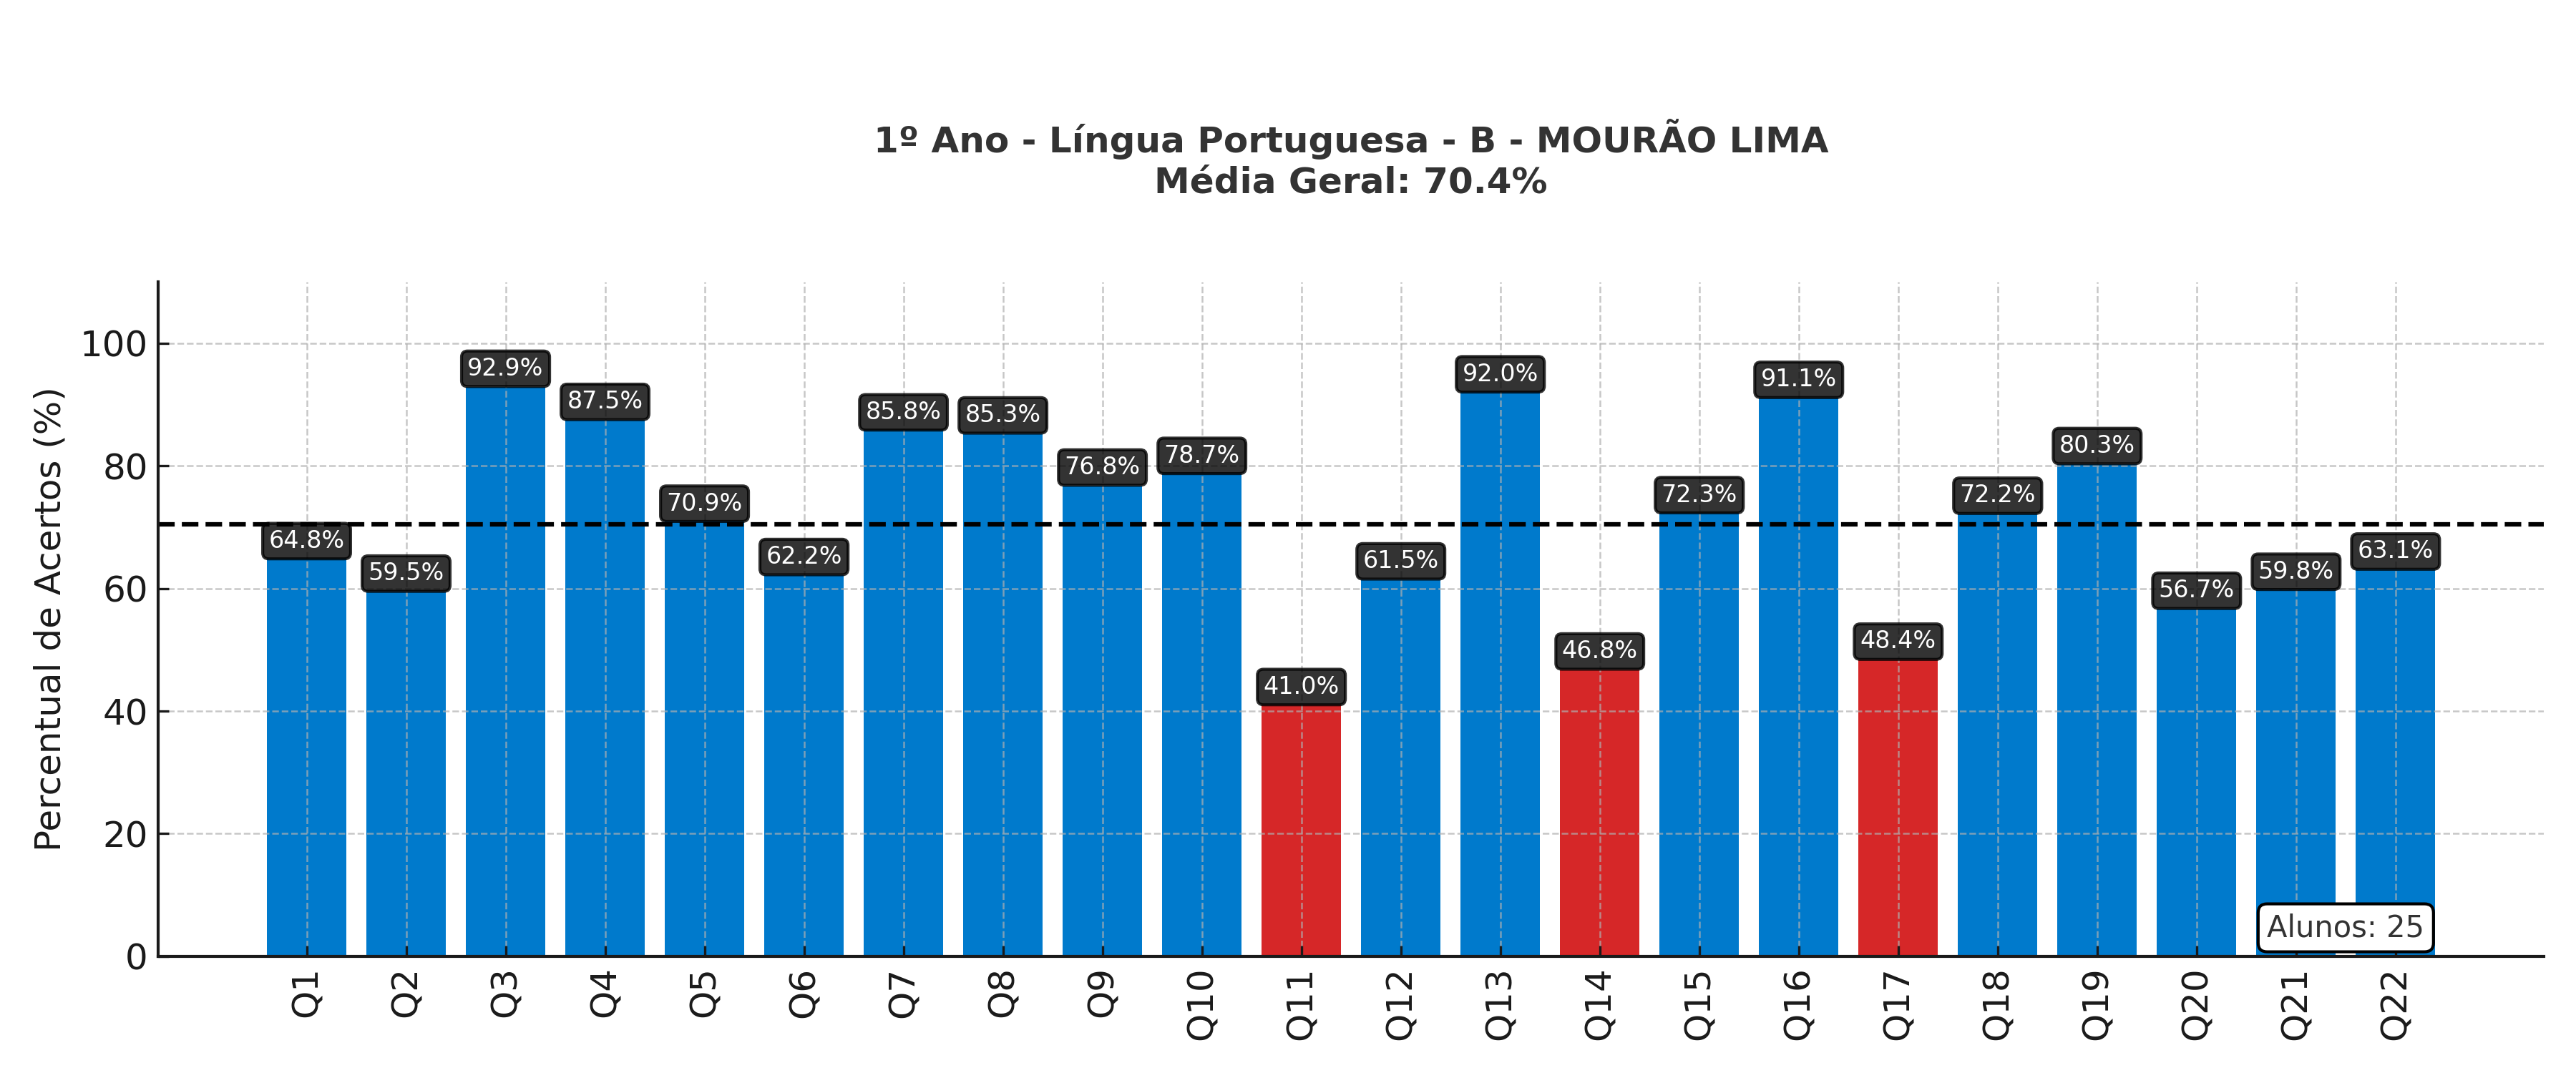 1º Ano - Língua Portuguesa - B - MOURÃO LIMA
Média Geral: 70.4%
Percentual de Acertos (%)
100
80
60
40
20
0
64.8%
59.5%
92.9%
87.5%
70.9%
62.2%
85.8%
85.3%
76.8%
78.7%
41.0%
61.5%
92.0%
46.8%
72.3%
91.1%
48.4%
72.2%
80.3%
56.7%
59.8%
63.1%
Alunos: 25
Q1
Q2
Q3
Q4
Q5
Q6
Q7
Q8
Q9
Q10
Q11
Q12
Q13
Q14
Q15
Q16
Q17
Q18
Q19
Q20
Q21
Q22